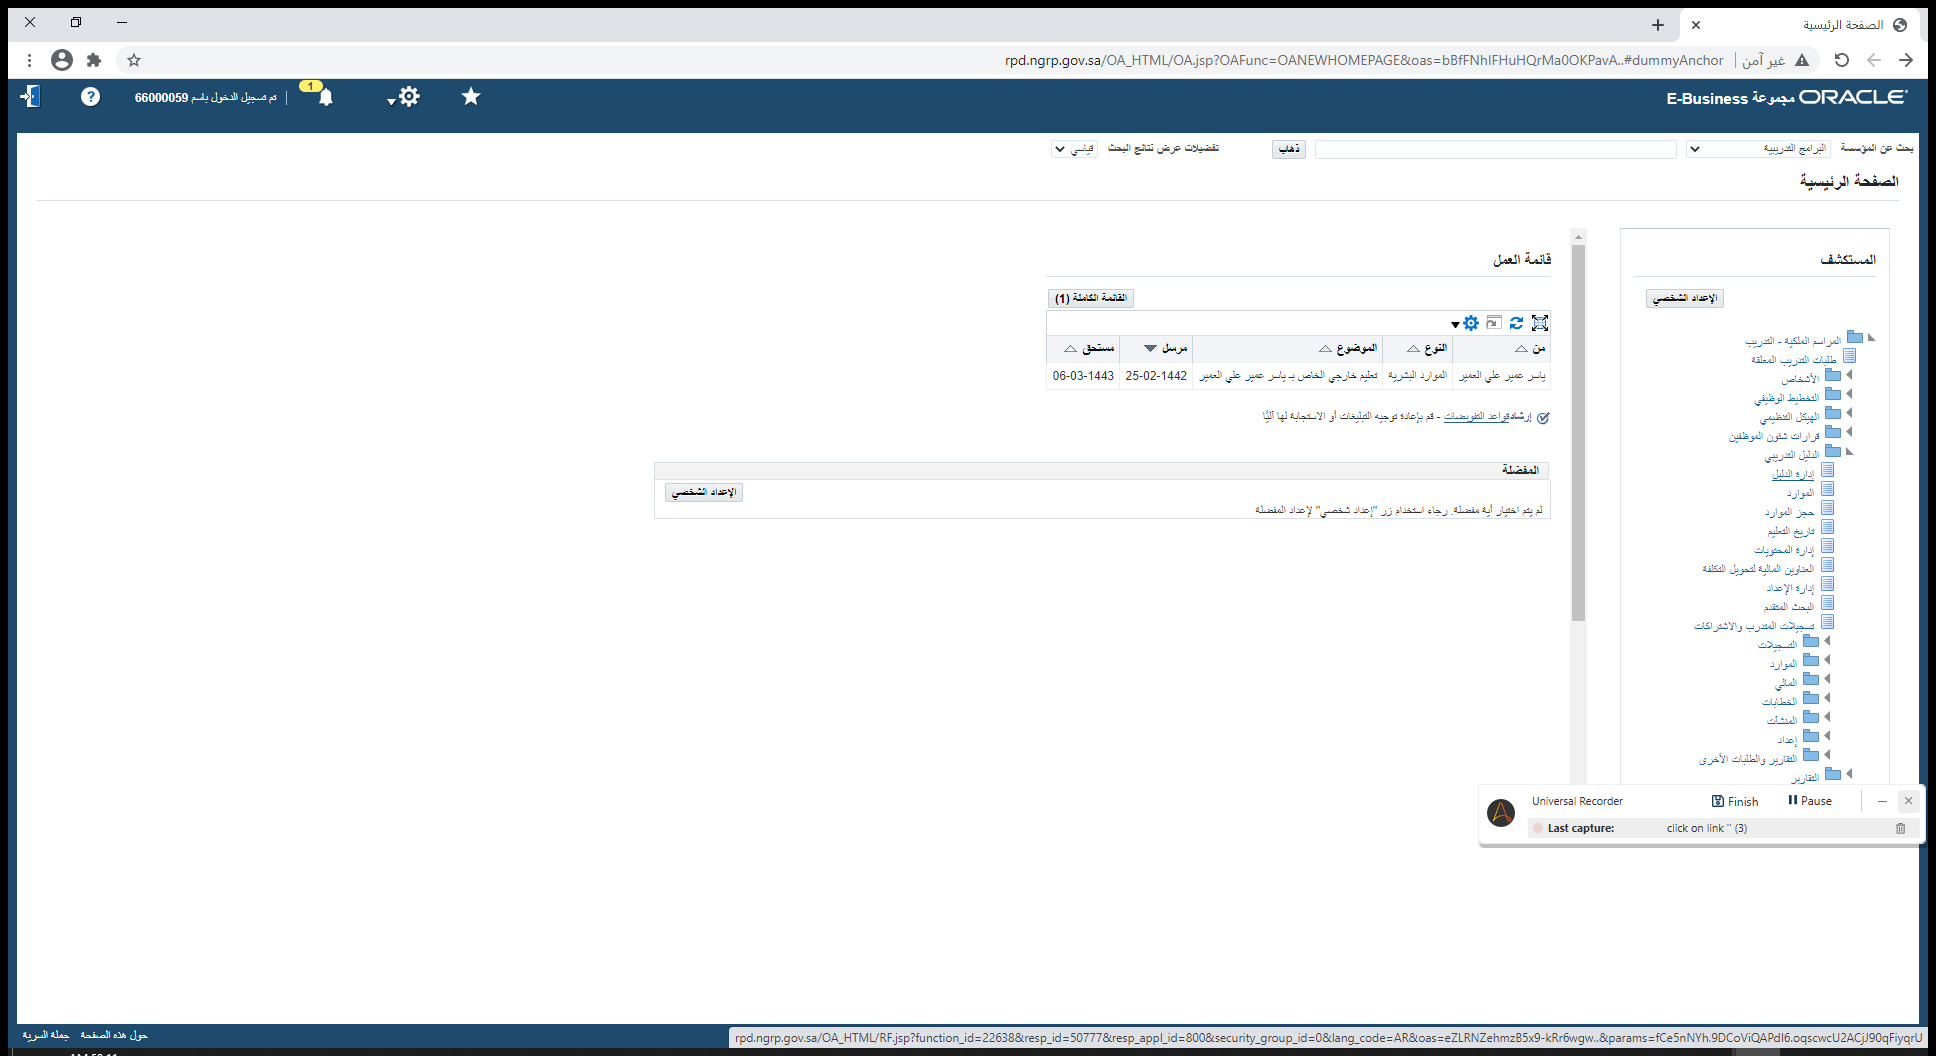 الصفحة الرئيسية
غير آمن
rpd.ngrp.gov.sa/OA_HTML/OA.jsp?OAFunc=OANEWHOMEPAGE&oas=bBfFNhIFHuHQrMa0OKPavA..#dummyAnchor
ORACLE مجموعة E-Business
1
تم تسجيل الدخول باسم 66000059
بحث عن المؤسسة
البرامج التدريبية
ذهاب
تفضيلات عرض نتائج البحث
قياسي
الصفحة الرئيسية
المستكشف
الإعداد الشخصي
المراسم الملكية - التدريب
طلبات التدريب المعلقة
الأشخاص
التخطيط الوظيفي
الهيكل التنظيمي
قرارات شئون الموظفين
الدليل التدريبي
إدارة الدليل
الموارد
حجز الموارد
تاريخ التعليم
إدارة المحتويات
العناوين المالية لتحويل التكلفة
إدارة الإعداد
البحث المتقدم
تسجيلات المتدرب والاشتراكات
التسجيلات
الموارد
المالي
الخطابات
المنشآت
إعداد
التقارير والطلبات الأخرى
التقارير
قائمة العمل
القائمة الكاملة (1)
من
النوع
الموضوع
مرسل
مستحق
ياسر عمير علي العمير
الموارد البشرية
تعليم خارجي الخاص بـ ياسر عمير علي العمير
25-02-1442
06-03-1443
إرشادقواعد التفويضات - قم بإعادة توجيه التبليغات أو الاستجابة لها آليًا
المفضلة
الإعداد الشخصي
لم يتم اختيار أية مفضلة. رجاء استخدام زر "إعداد شخصي" لإعداد المفضلة
Universal Recorder
Finish
Pause
Last capture:
click on link '' (3)
حول هذه الصفحة
جملة السرية
rpd.ngrp.gov.sa/OA_HTML/RF.jsp?function_id=22638&resp_id=50777&resp_appl_id=800&security_group_id=0&lang_code=AR&oas=eZLRNZehmzB5x9-kRr6wgw..&params=fCe5nNYh.9DCoViQAPdI6.oqscwcU2ACjJ90qFiyqrU